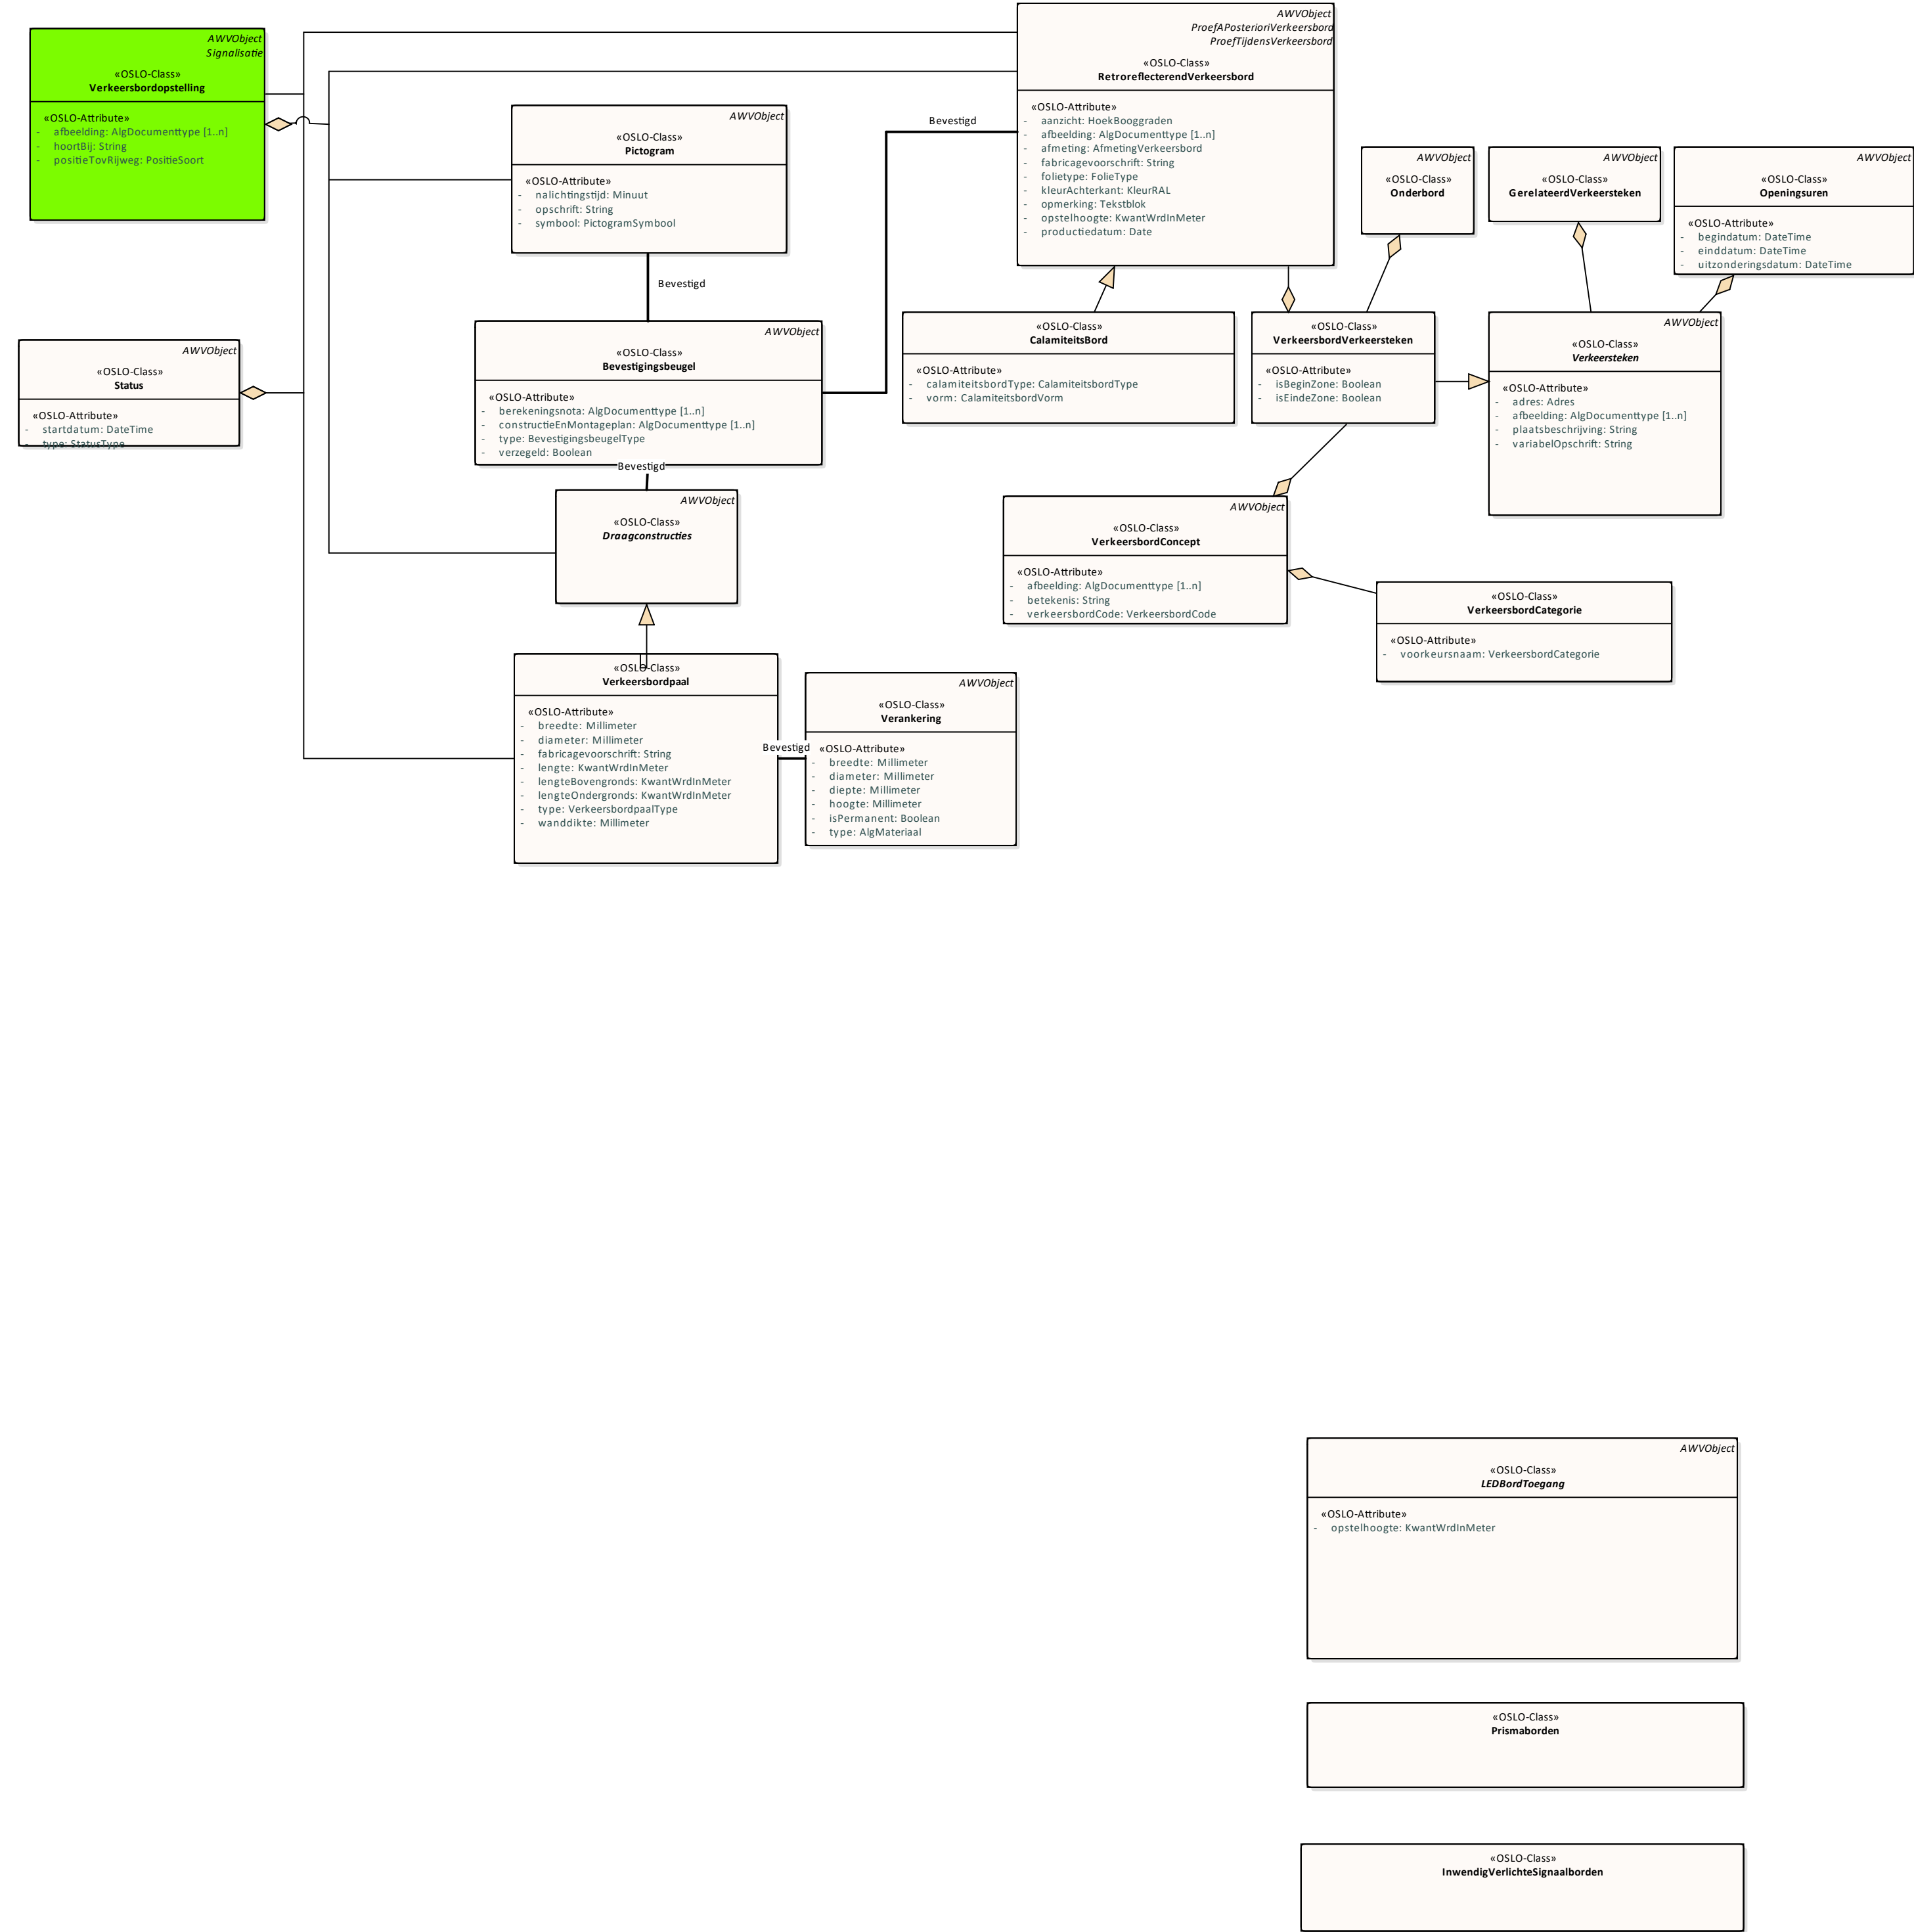 AWVObject
Signalisatie
«OSLO-Class»
Verkeersbordopstelling
«OSLO-Attribute»
- afbeelding: AlgDocumenttype [1..n]
- hoortBij: String
- positieTovRijweg: PositieSoort
AWVObject
ProefAPosterioriVerkeersbord
ProefTijdensVerkeersbord
«OSLO-Class»
RetroreflecterendVerkeersbord
«OSLO-Attribute»
- aanzicht: HoekBooggraden
- afbeelding: AlgDocumenttype [1..n]
- afmeting: AfmetingVerkeersbord
- fabricagevoorschrift: String
- folietype: FolieType
- kleurAchterkant: KleurRAL
- opmerking: Tekstblok
- opstelhoogte: KwantWrdInMeter
- productiedatum: Date
AWVObject
«OSLO-Class»
Pictogram
«OSLO-Attribute»
- nalichtingstijd: Minuut
- opschrift: String
- symbool: PictogramSymbool
Bevestigd
AWVObject
«OSLO-Class»
Onderbord
AWVObject
«OSLO-Class»
GerelateerdVerkeersteken
AWVObject
«OSLO-Class»
Openingsuren
«OSLO-Attribute»
- begindatum: DateTime
- einddatum: DateTime
- uitzonderingsdatum: DateTime
Bevestigd
AWVObject
«OSLO-Class»
Status
«OSLO-Attribute»
- startdatum: DateTime
- type: StatusType
AWVObject
«OSLO-Class»
Bevestigingsbeugel
«OSLO-Attribute»
- berekeningsnota: AlgDocumenttype [1..n]
- constructieEnMontageplan: AlgDocumenttype [1..n]
- type: BevestigingsbeugelType
- verzegeld: Boolean
Bevestigd
«OSLO-Class»
CalamiteitsBord
«OSLO-Attribute»
- calamiteitsbordType: CalamiteitsbordType
- vorm: CalamiteitsbordVorm
«OSLO-Class»
VerkeersbordVerkeersteken
«OSLO-Attribute»
- isBeginZone: Boolean
- isEindeZone: Boolean
AWVObject
«OSLO-Class»
Verkeersteken
«OSLO-Attribute»
- adres: Adres
- afbeelding: AlgDocumenttype [1..n]
- plaatsbeschrijving: String
- variabelOpschrift: String
AWVObject
«OSLO-Class»
Draagconstructies
AWVObject
«OSLO-Class»
VerkeersbordConcept
«OSLO-Attribute»
- afbeelding: AlgDocumenttype [1..n]
- betekenis: String
- verkeersbordCode: VerkeersbordCode
«OSLO-Class»
VerkeersbordCategorie
«OSLO-Attribute»
- voorkeursnaam: VerkeersbordCategorie
«OSLO-Class»
Verkeersbordpaal
«OSLO-Attribute»
- breedte: Millimeter
- diameter: Millimeter
- fabricagevoorschrift: String
- lengte: KwantWrdInMeter
- lengteBovengronds: KwantWrdInMeter
- lengteOndergronds: KwantWrdInMeter
- type: VerkeersbordpaalType
- wanddikte: Millimeter
Bevestigd
AWVObject
«OSLO-Class»
Verankering
«OSLO-Attribute»
- breedte: Millimeter
- diameter: Millimeter
- diepte: Millimeter
- hoogte: Millimeter
- isPermanent: Boolean
- type: AlgMateriaal
AWVObject
«OSLO-Class»
LEDBordToegang
«OSLO-Attribute»
- opstelhoogte: KwantWrdInMeter
«OSLO-Class»
Prismaborden
«OSLO-Class»
InwendigVerlichteSignaalborden